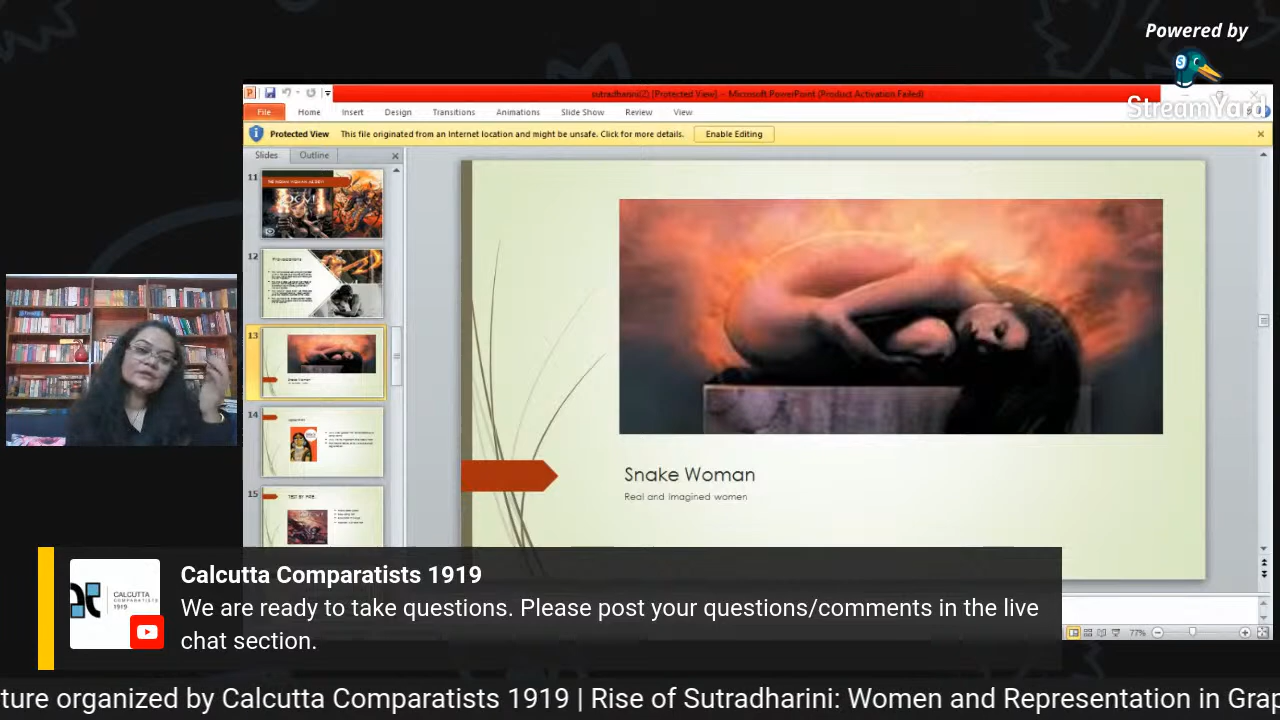 Powered by
StreamYard
sutradharini(2) [Protected View] - Microsoft PowerPoint (Product Activation Failed)
File Home Insert Design Transitions Animations Slide Show Review View
Protected View This file originated from an Internet location and might be unsafe. Click for more details. Enable Editing
Slides Outline
11
12
Provocations
13
14
15
TEST BY FIRE
Snake Woman
Real and Imagined women
77%
CALCUTTA
COMPARATISTS
1919
Calcutta Comparatists 1919
We are ready to take questions. Please post your questions/comments in the live
chat section.
ture organized by Calcutta Comparatists 1919 | Rise of Sutradharini: Women and Representation in Grap